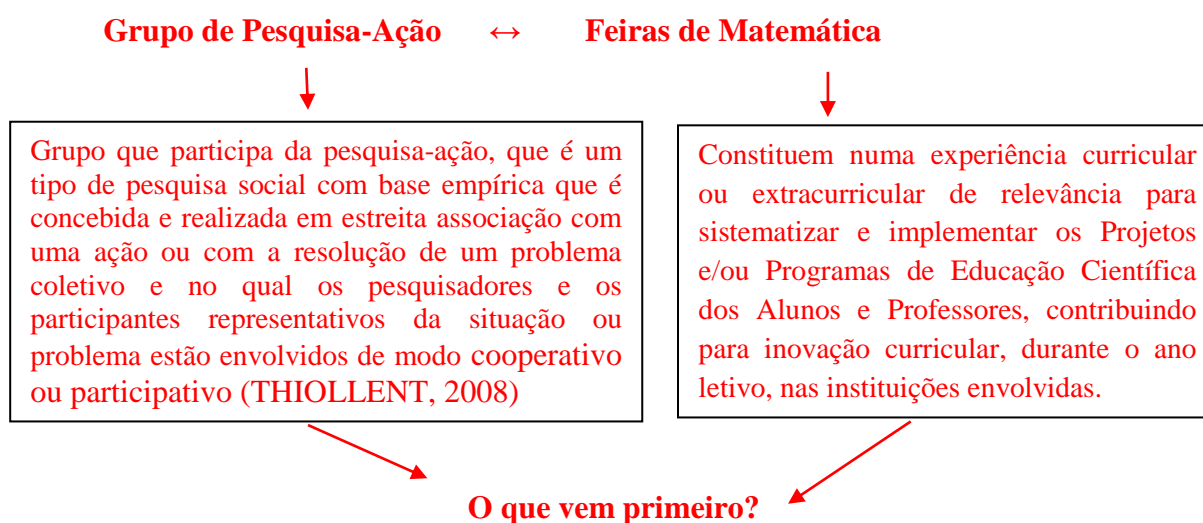 Grupo de Pesquisa-Ação ↔ Feiras de Matemática
Grupo que participa da pesquisa-ação, que é um
tipo de pesquisa social com base empírica que é
concebida e realizada em estreita associação com
uma ação ou com a resolução de um problema
coletivo e no qual os pesquisadores e os
participantes representativos da situação ou
problema estão envolvidos de modo cooperativo
ou participativo (THIOLLENT, 2008)
Constituem numa experiência curricular
ou extracurricular de relevância para
sistematizar e implementar os Projetos
e/ou Programas de Educação Científica
dos Alunos e Professores, contribuindo
para inovação curricular, durante o ano
letivo, nas instituições envolvidas.
O que vem primeiro?